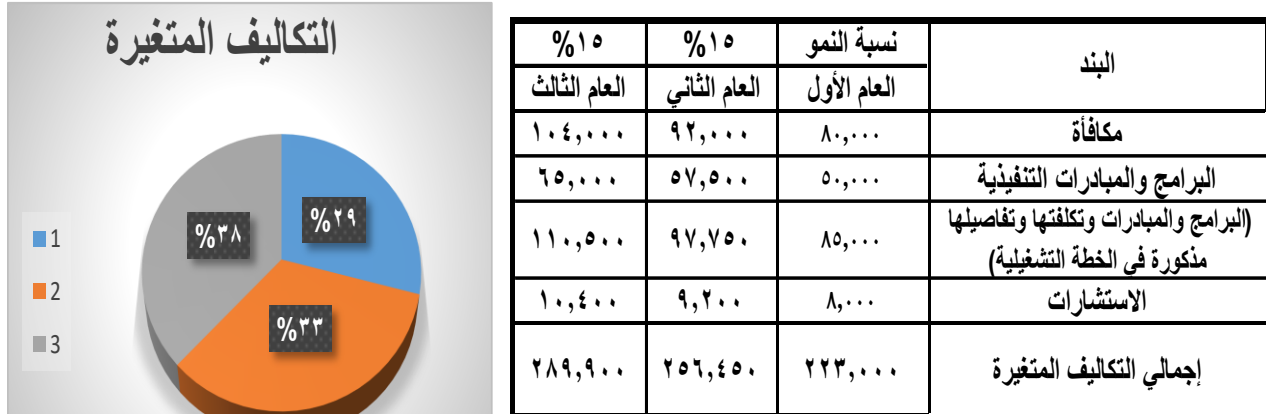 التكاليف المتغيرة
%٢٩
%٣٨
%٣٣
1
2
3
البند نسبة النمو %١٥ %١٥
العام الأول العام الثاني العام الثالث
مكافأة ٨٠,٠٠٠ ٩٢,٠٠٠ ١٠٤,٠٠٠
البرامج والمبادرات التنفيذية ٥٠,٠٠٠ ٥٧,٥٠٠ ٦٥,٠٠٠
(البرامج والمبادرات وتكلفتها وتفاصيلها
مذكورة في الخطة التشغيلية) ٨٥,٠٠٠ ٩٧,٧٥٠ ١١٠,٥٠٠
الاستشارات ٨,٠٠٠ ٩,٢٠٠ ١٠,٤٠٠
إجمالي التكاليف المتغيرة ٢٢٣,٠٠٠ ٢٥٦,٤٥٠ ٢٨٩,٩٠٠